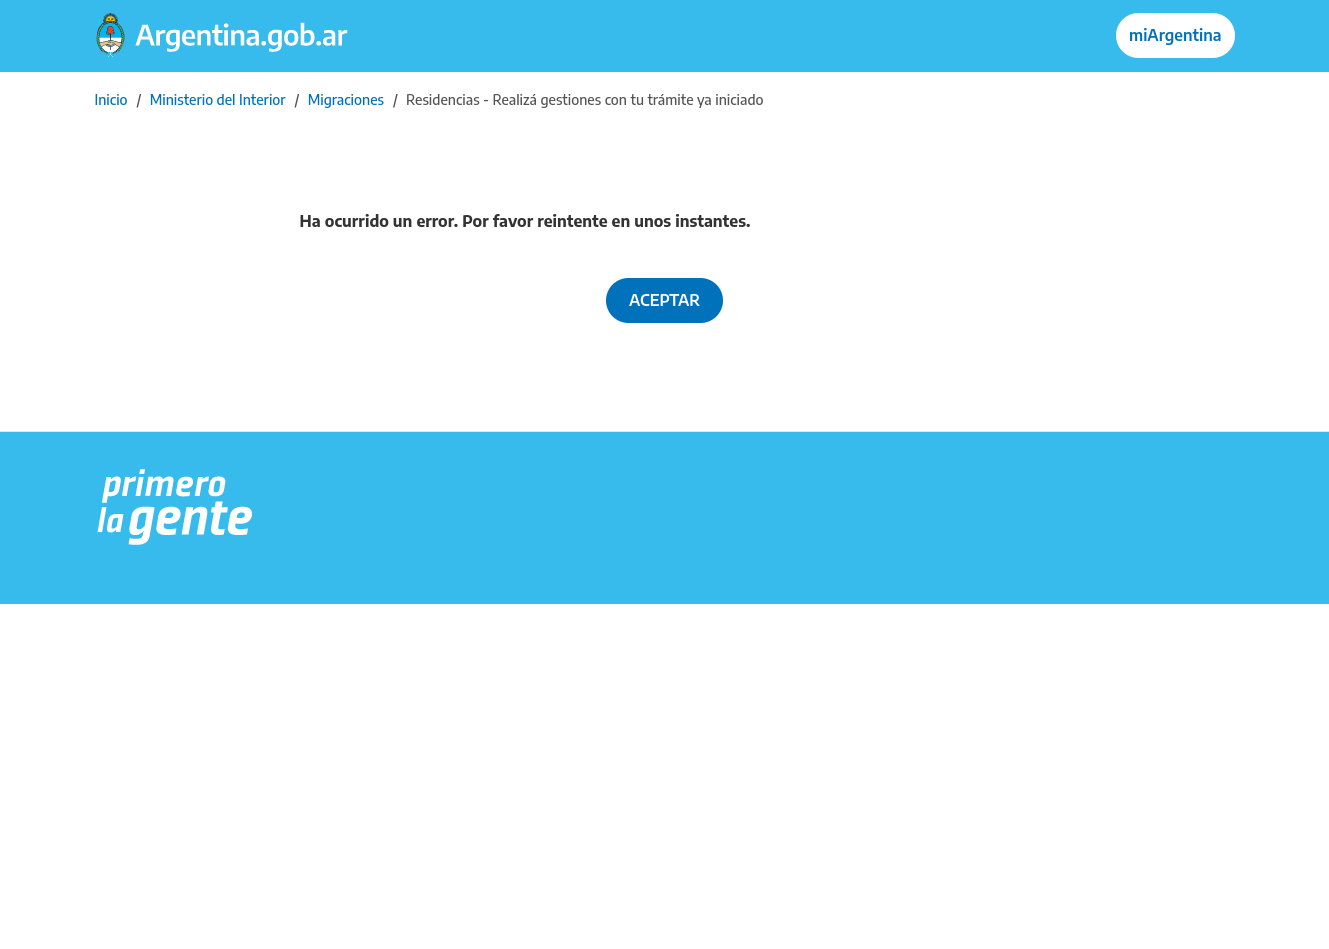 Argentina.gob.ar
miArgentina
Inicio / Ministerio del Interior / Migraciones / Residencias - Realizá gestiones con tu trámite ya iniciado
Ha ocurrido un error. Por favor reintente en unos instantes.
ACEPTAR
primero
la gente